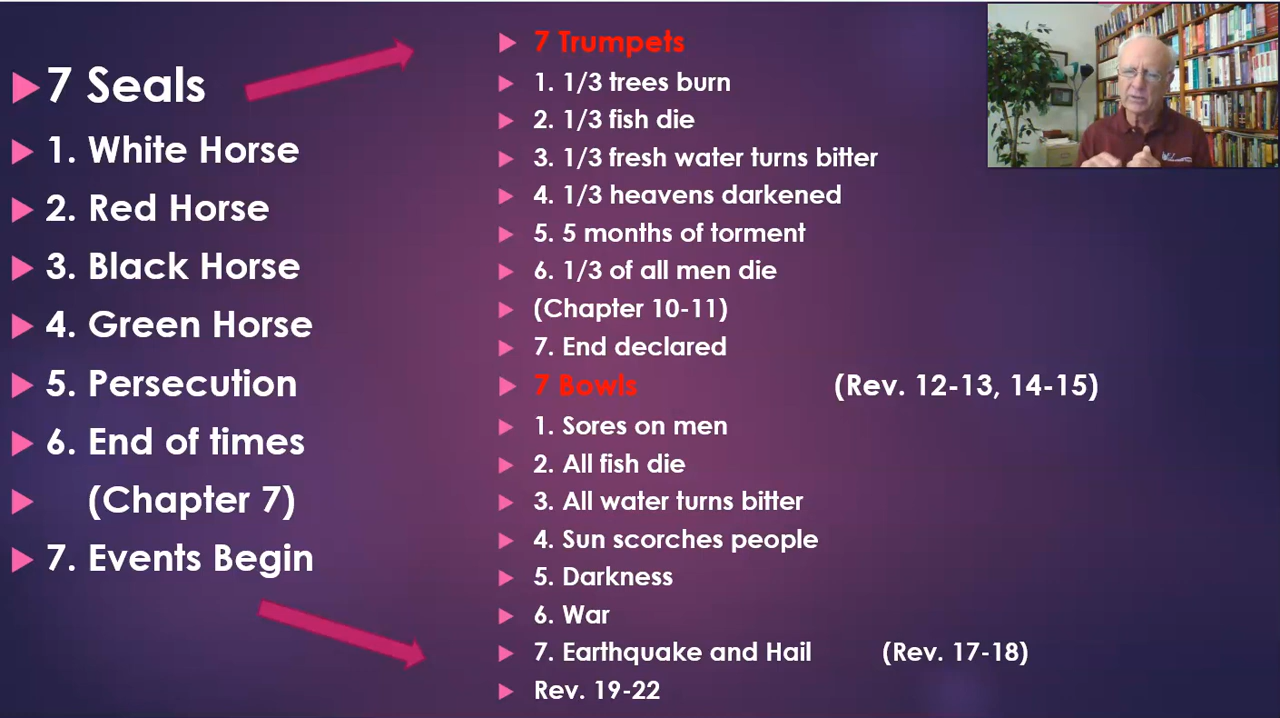 7 Seals
1. White Horse
2. Red Horse
3. Black Horse
4. Green Horse
5. Persecution
6. End of times
(Chapter 7)
7. Events Begin
7 Trumpets
1. 1/3 trees burn
2. 1/3 fish die
3. 1/3 fresh water turns bitter
4. 1/3 heavens darkened
5. 5 months of torment
6. 1/3 of all men die
(Chapter 10-11)
7. End declared
7 Bowls (Rev. 12-13, 14-15)
1. Sores on men
2. All fish die
3. All water turns bitter
4. Sun scorches people
5. Darkness
6. War
7. Earthquake and Hail (Rev. 17-18)
Rev. 19-22